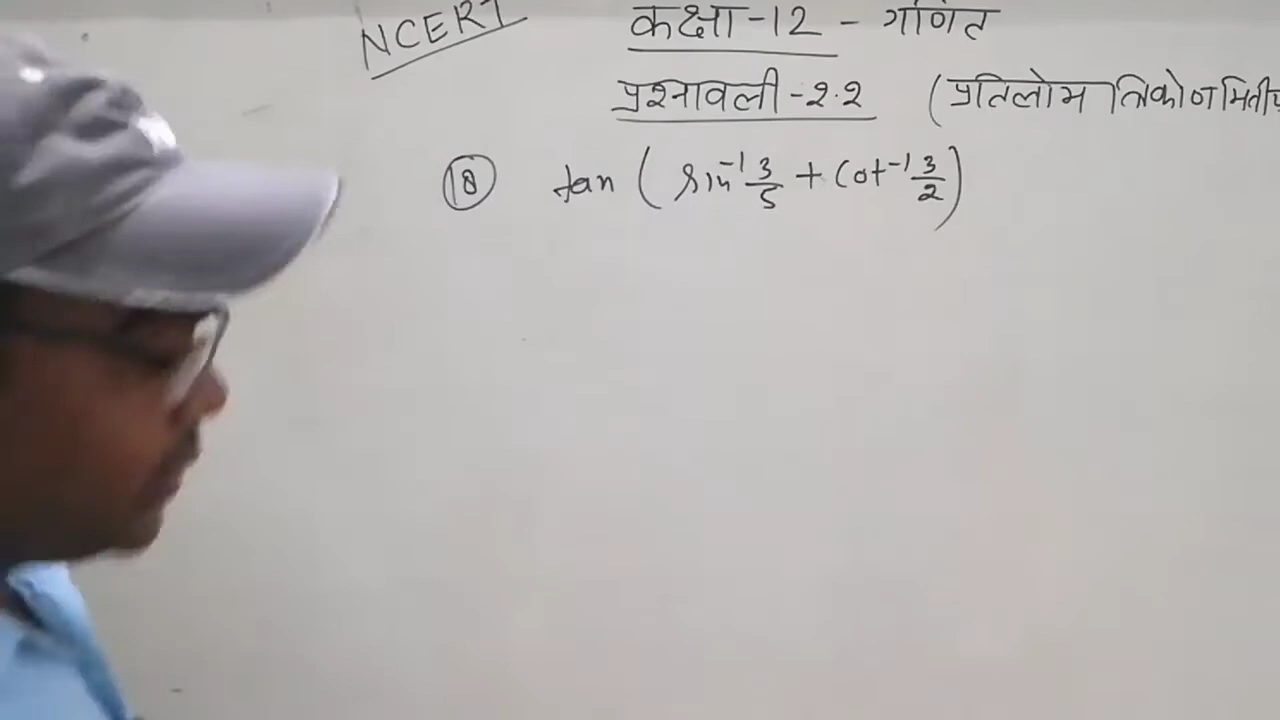 NCERT
कक्षा-12 - गणित
प्रश्नावली-2.2 (प्रतिलोम त्रिकोणमितीय
18 tan ( sin⁻¹ 3/5 + cot⁻¹ 3/2 )